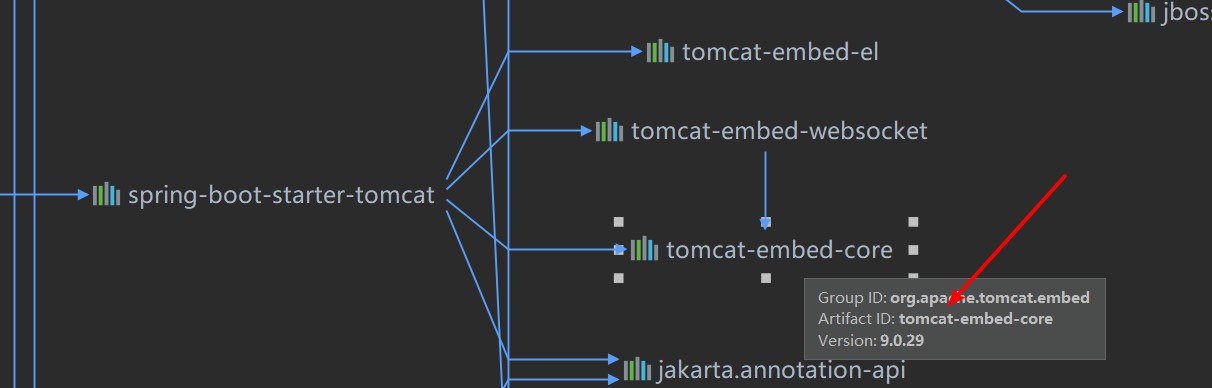 jbos
tomcat-embed-el
tomcat-embed-websocket
spring-boot-starter-tomcat
tomcat-embed-core
Group ID: org.apache.tomcat.embed
Artifact ID: tomcat-embed-core
Version: 9.0.29
jakarta.annotation-api